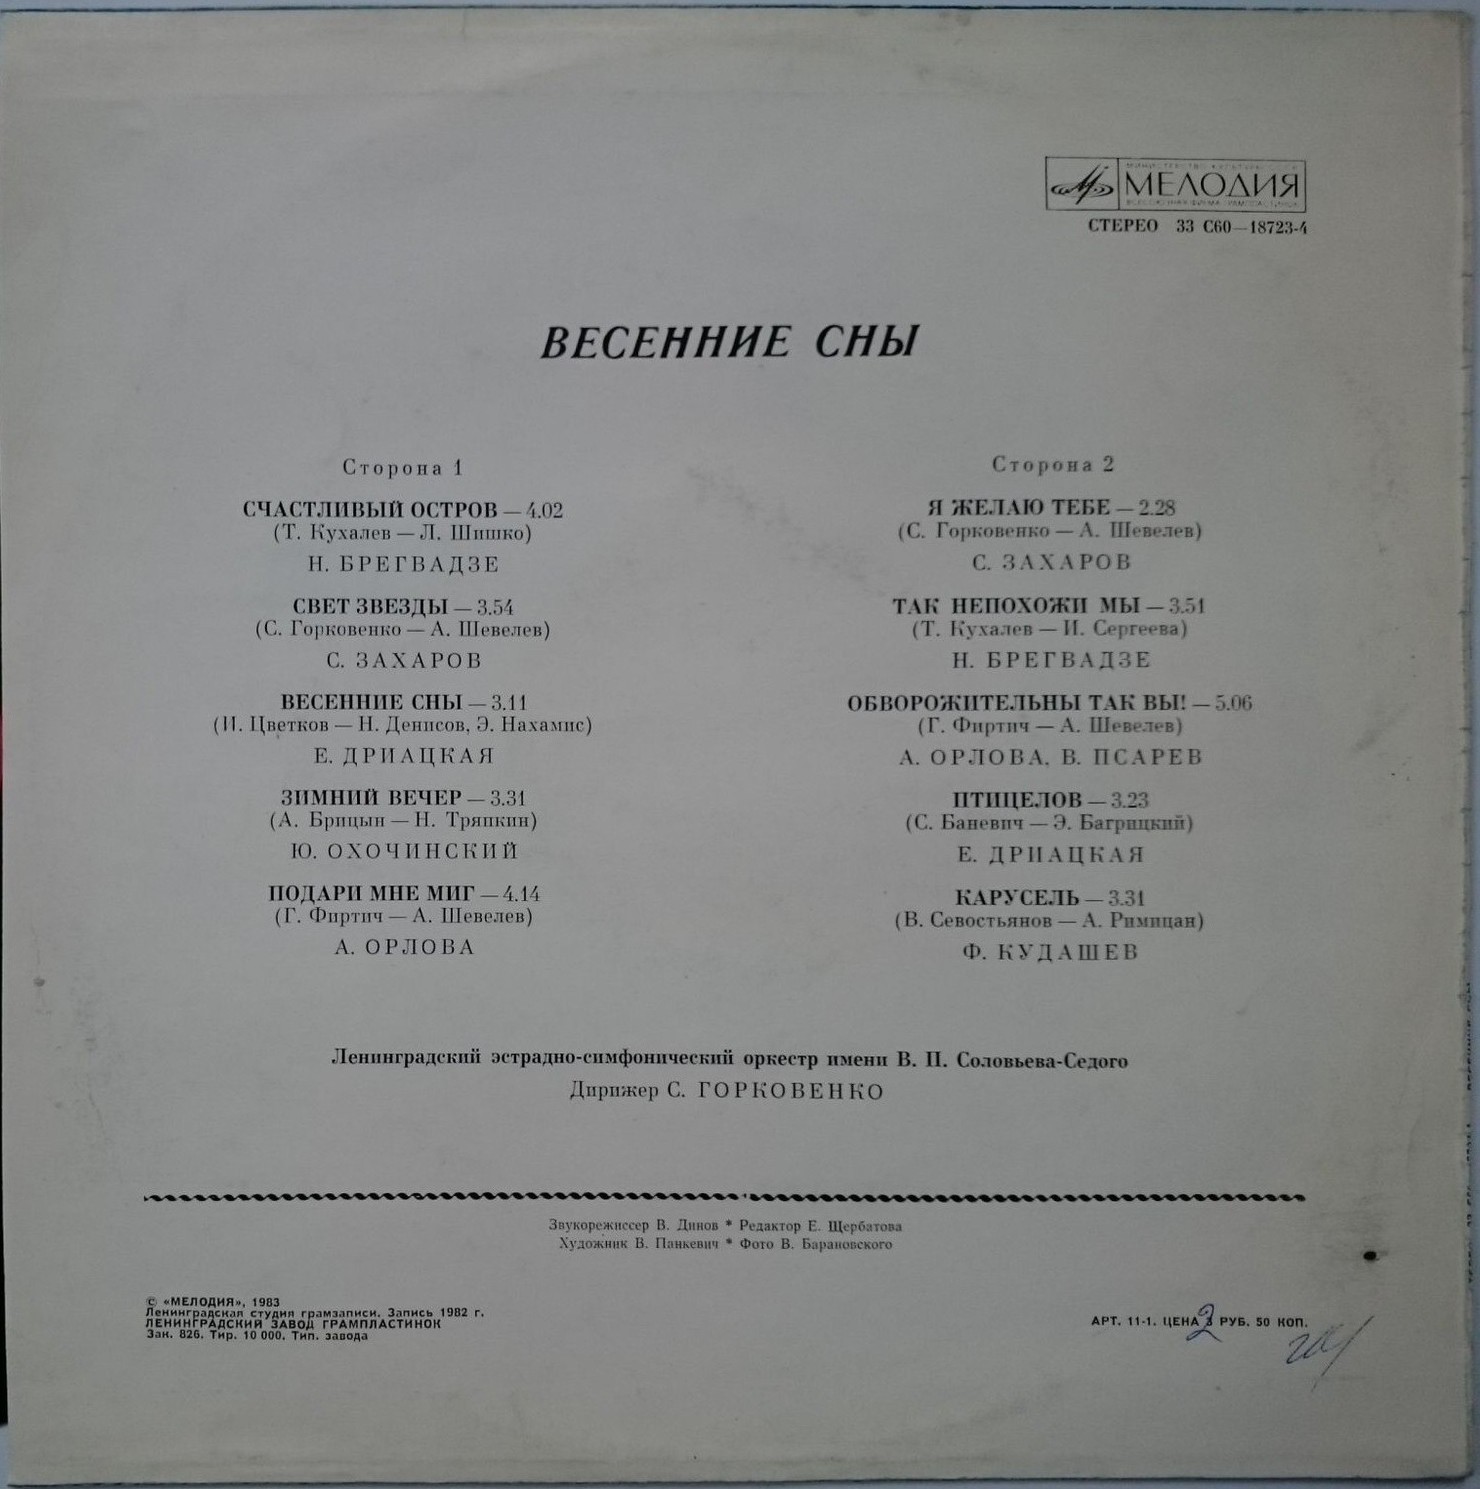 МИНИСТЕРСТВО КУЛЬТУРЫ СССР
МЕЛОДИЯ
ВСЕСОЮЗНАЯ ФИРМА ГРАМПЛАСТИНОК
СТЕРЕО 33 С60—18723-4
ВЕСЕННИЕ СНЫ
Сторона 1
СЧАСТЛИВЫЙ ОСТРОВ — 4.02
(Т. Кухалев — Л. Шишко)
Н. БРЕГВАДЗЕ
СВЕТ ЗВЕЗДЫ — 3.54
(С. Горковенко — А. Шевелев)
С. ЗАХАРОВ
ВЕСЕННИЕ СНЫ — 3.11
(И. Цветков — Н. Денисов, Э. Нахамис)
Е. ДРИАЦКАЯ
ЗИМНИЙ ВЕЧЕР — 3.31
(А. Брицын — Н. Тряпкин)
Ю. ОХОЧИНСКИЙ
ПОДАРИ МНЕ МИГ — 4.14
(Г. Фиртич — А. Шевелев)
А. ОРЛОВА
Сторона 2
Я ЖЕЛАЮ ТЕБЕ — 2.28
(С. Горковенко — А. Шевелев)
С. ЗАХАРОВ
ТАК НЕПОХОЖИ МЫ — 3.51
(Т. Кухалев — И. Сергеева)
Н. БРЕГВАДЗЕ
ОБВОРОЖИТЕЛЬНЫ ТАК ВЫ! — 5.06
(Г. Фиртич — А. Шевелев)
А. ОРЛОВА, В. ПСАРЕВ
ПТИЦЕЛОВ — 3.23
(С. Баневич — Э. Багрицкий)
Е. ДРИАЦКАЯ
КАРУСЕЛЬ — 3.31
(В. Севостьянов — А. Римицан)
Ф. КУДАШЕВ
Ленинградский эстрадно-симфонический оркестр имени В. П. Соловьева-Седого
Дирижер С. ГОРКОВЕНКО
Звукорежиссер В. Динов * Редактор Е. Щербатова
Художник В. Панкевич * Фото В. Барановского
© «МЕЛОДИЯ», 1983
Ленинградская студия грамзаписи. Запись 1982 г.
ЛЕНИНГРАДСКИЙ ЗАВОД ГРАМПЛАСТИНОК
Зак. 826. Тир. 10 000. Тип. завода
АРТ. 11-1. ЦЕНА 2 РУБ. 50 КОП.